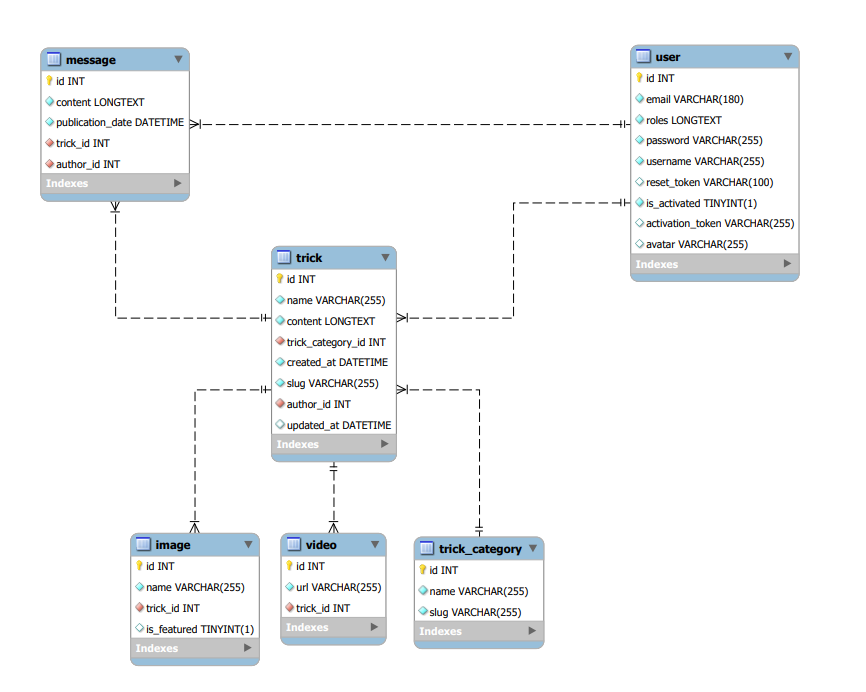 message
id INT
content LONGTEXT
publication_date DATETIME
trick_id INT
author_id INT
Indexes
user
id INT
email VARCHAR(180)
roles LONGTEXT
password VARCHAR(255)
username VARCHAR(255)
reset_token VARCHAR(100)
is_activated TINYINT(1)
activation_token VARCHAR(255)
avatar VARCHAR(255)
Indexes
trick
id INT
name VARCHAR(255)
content LONGTEXT
trick_category_id INT
created_at DATETIME
slug VARCHAR(255)
author_id INT
updated_at DATETIME
Indexes
image
id INT
name VARCHAR(255)
trick_id INT
is_featured TINYINT(1)
Indexes
video
id INT
url VARCHAR(255)
trick_id INT
Indexes
trick_category
id INT
name VARCHAR(255)
slug VARCHAR(255)
Indexes